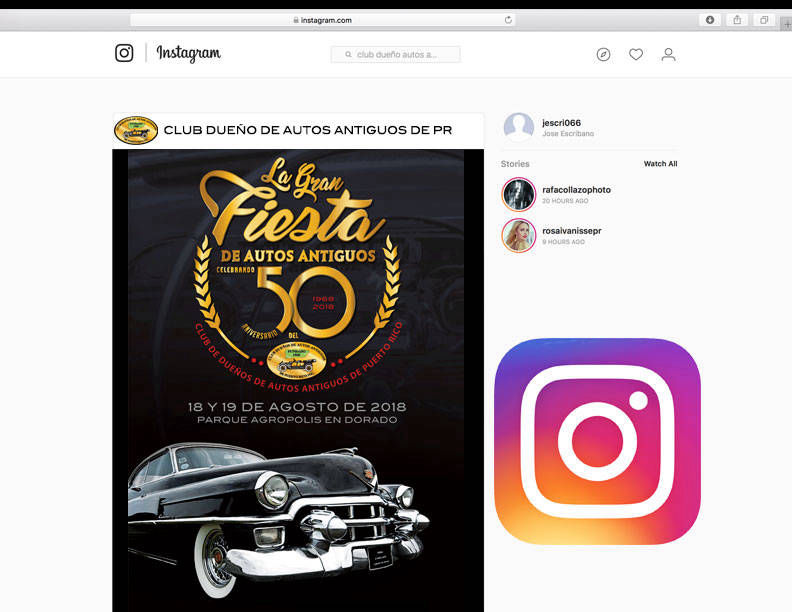 instagram.com
Instagram
club dueño autos a...
CLUB DUEÑO DE AUTOS ANTIGUOS DE PR
jescri066
Jose Escribano
Stories
Watch All
rafacollazophoto
20 HOURS AGO
rosaivanissepr
9 HOURS AGO
La Gran
Fiesta
DE AUTOS ANTIGUOS
CELEBRANDO
50
1968
2018
ANIVERSARIO DEL
CLUB DE DUEÑOS DE AUTOS ANTIGUOS DE PUERTO RICO
18 Y 19 DE AGOSTO DE 2018
PARQUE AGROPOLIS EN DORADO